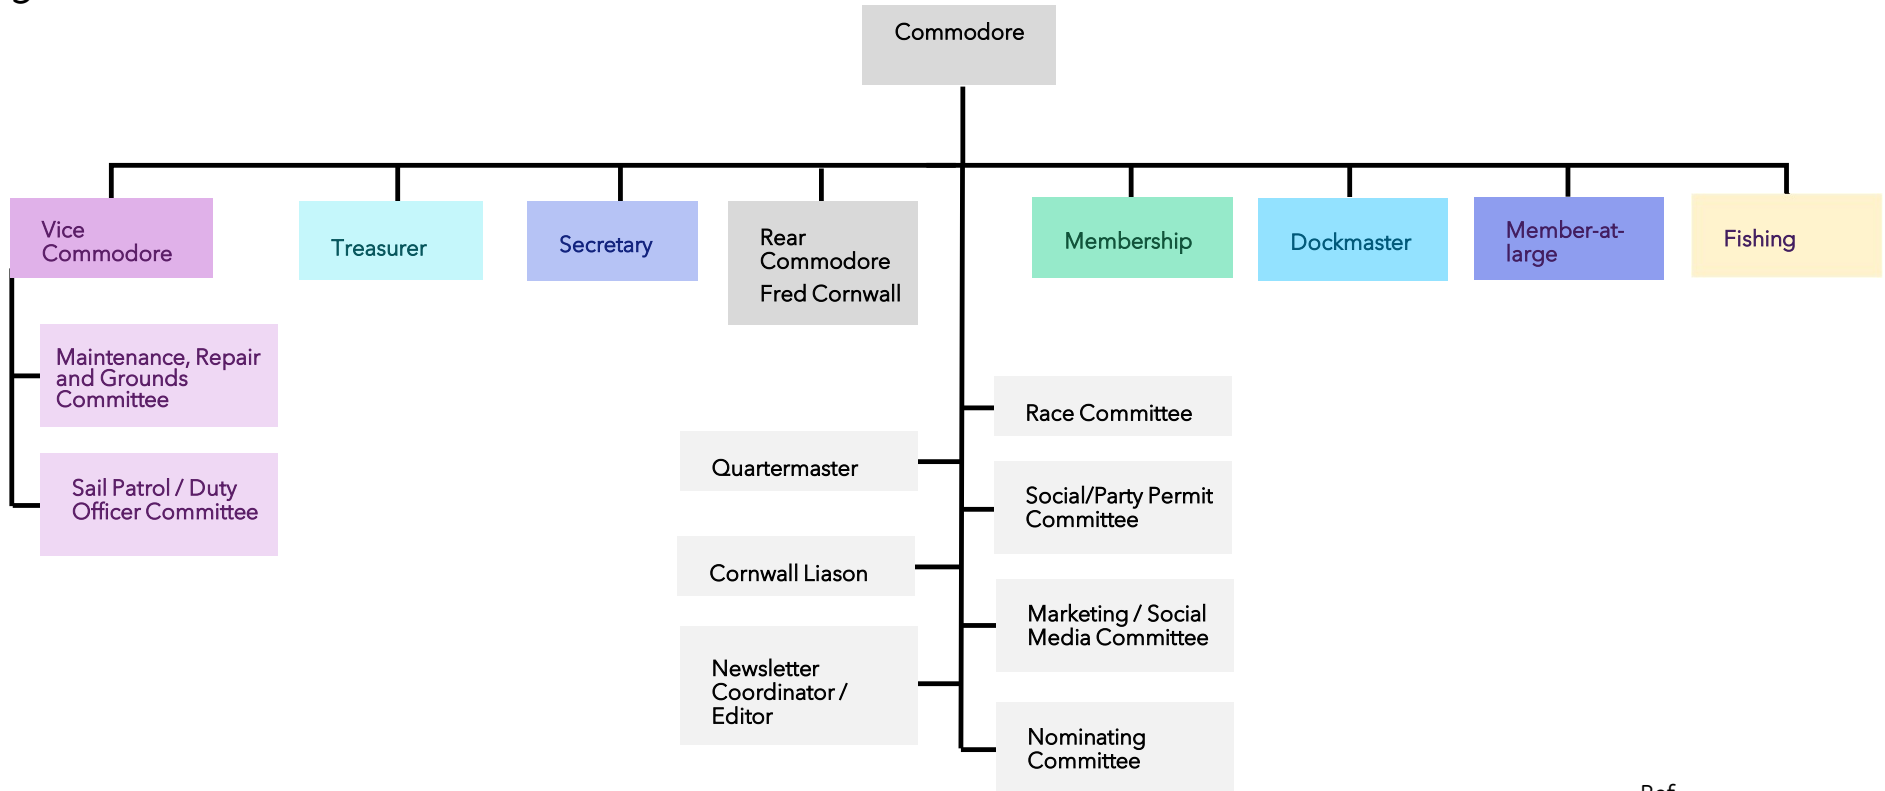 Commodore
Vice
Commodore
Treasurer
Secretary
Rear
Commodore
Fred Cornwall
Membership
Dockmaster
Member-at-
large
Fishing
Maintenance, Repair
and Grounds
Committee
Sail Patrol / Duty
Officer Committee
Race Committee
Quartermaster
Social/Party Permit
Committee
Cornwall Liason
Marketing / Social
Media Committee
Newsletter
Coordinator /
Editor
Nominating
Committee